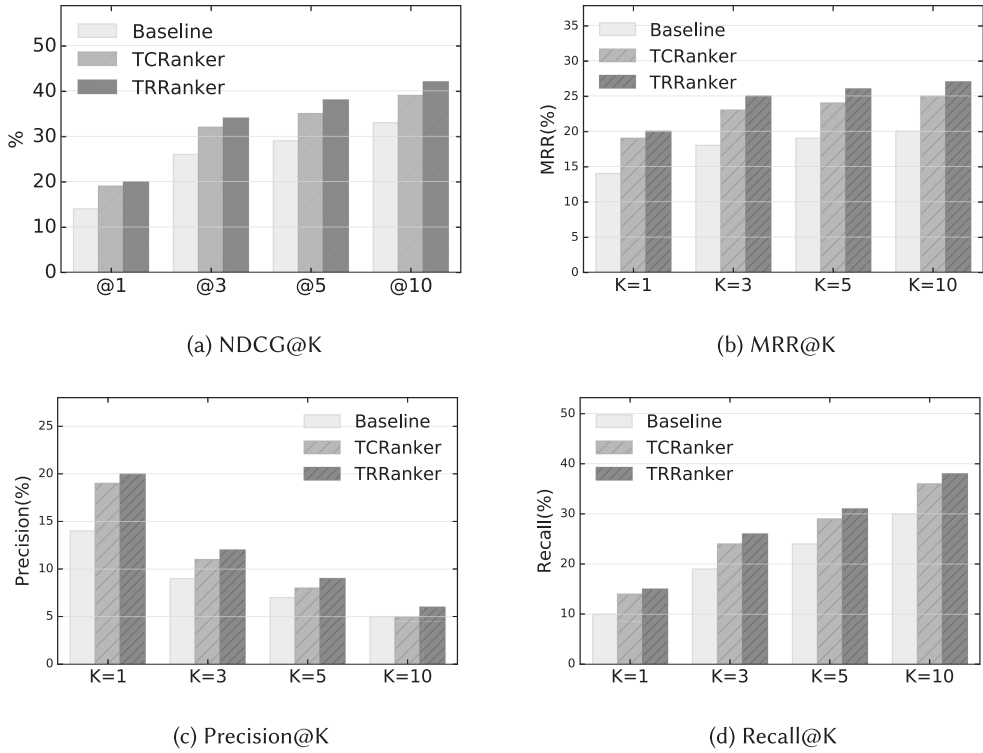 50
40
30
20
10
0
%
Baseline
TCRanker
TRRanker
@1 @3 @5 @10
(a) NDCG@K
35
30
25
20
15
10
5
0
MRR(%)
Baseline
TCRanker
TRRanker
K=1 K=3 K=5 K=10
(b) MRR@K
25
20
15
10
5
0
Precision(%)
Baseline
TCRanker
TRRanker
K=1 K=3 K=5 K=10
(c) Precision@K
50
40
30
20
10
0
Recall(%)
Baseline
TCRanker
TRRanker
K=1 K=3 K=5 K=10
(d) Recall@K